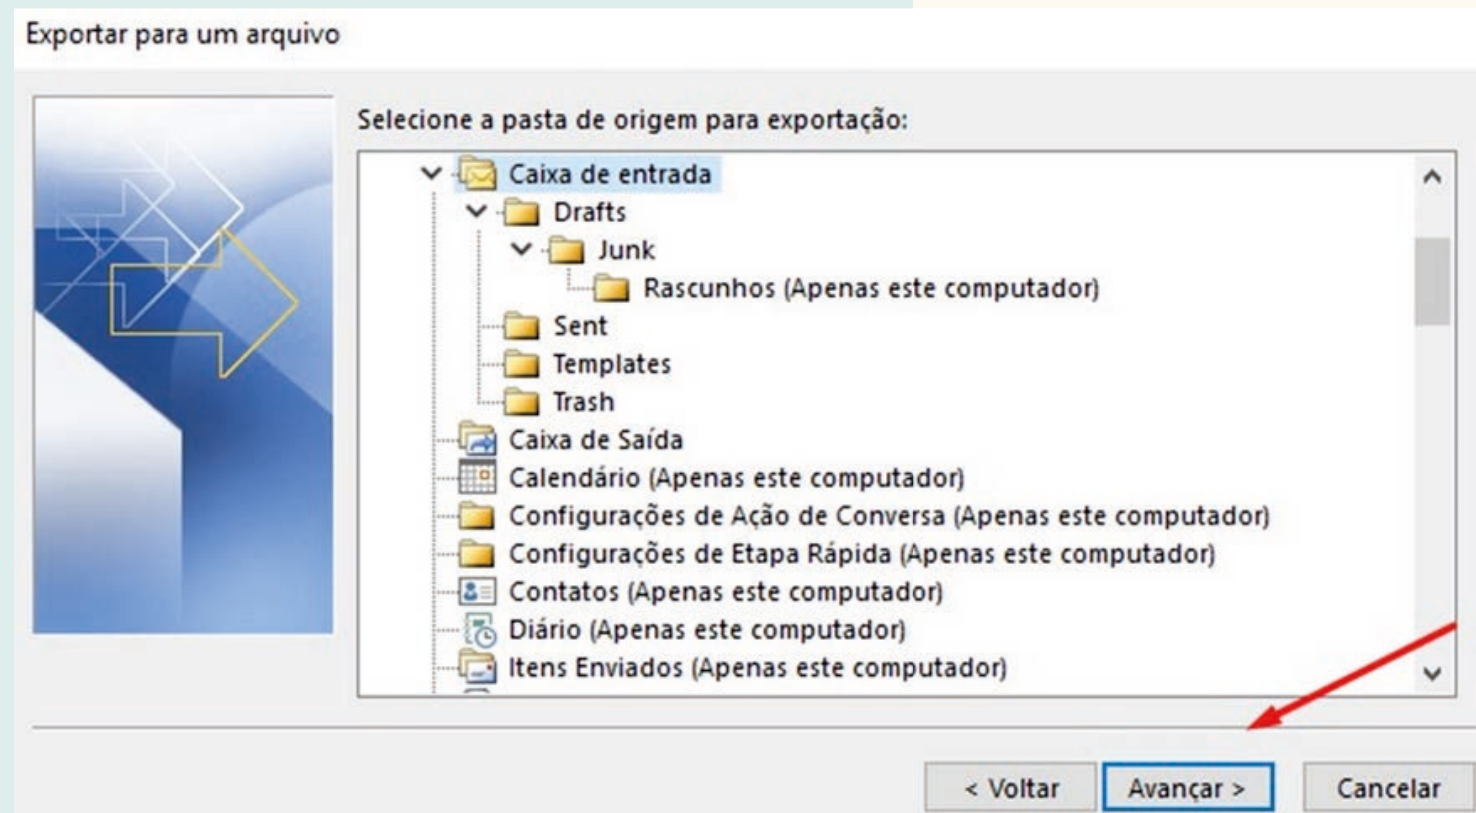 Exportar para um arquivo
Selecione a pasta de origem para exportação:
Caixa de entrada
Drafts
Junk
Rascunhos (Apenas este computador)
Sent
Templates
Trash
Caixa de Saída
Calendário (Apenas este computador)
Configurações de Ação de Conversa (Apenas este computador)
Configurações de Etapa Rápida (Apenas este computador)
Contatos (Apenas este computador)
Diário (Apenas este computador)
Itens Enviados (Apenas este computador)
< Voltar Avançar > Cancelar